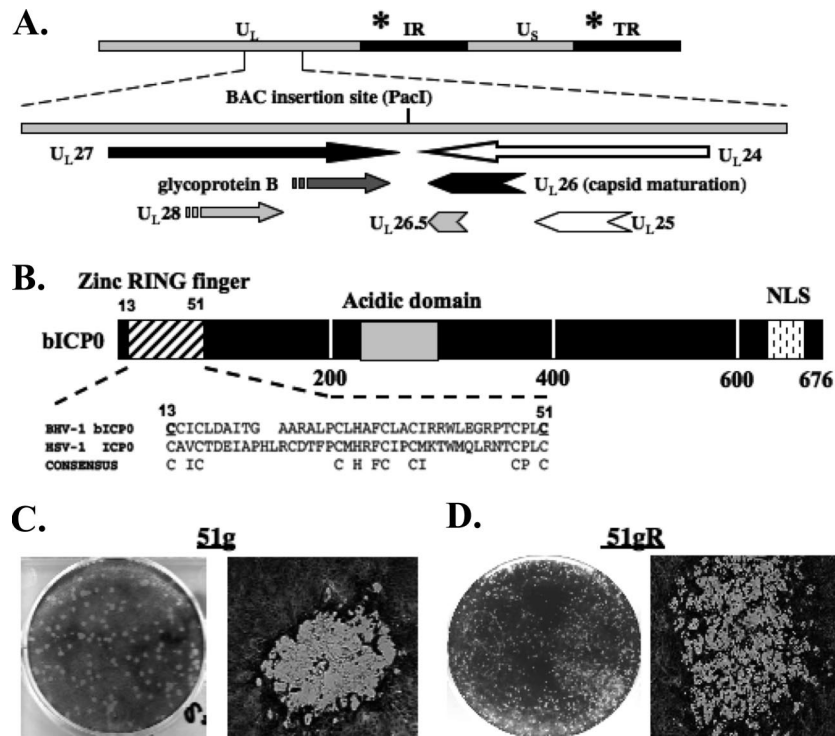 A.
* *
U_L IR U_S TR
BAC insertion site (PacI)
U_L27 U_L24
glycoprotein B U_L26 (capsid maturation)
U_L28 U_L26.5 U_L25
B.
Zinc RING finger
13 51 Acidic domain NLS
bICP0
200 400 600 676
13 51
BHV-1 bICP0 CCICLDAITG AARALPCLHAFCLACIRRWLEGRPTCPLC
HSV-1 ICP0 CAVCTDEIAPHLRCDTFPCMHRFCIPCMKTWMQLRNTCPLC
CONSENSUS C IC C H FC CI CP C
C. 51g D. 51gR